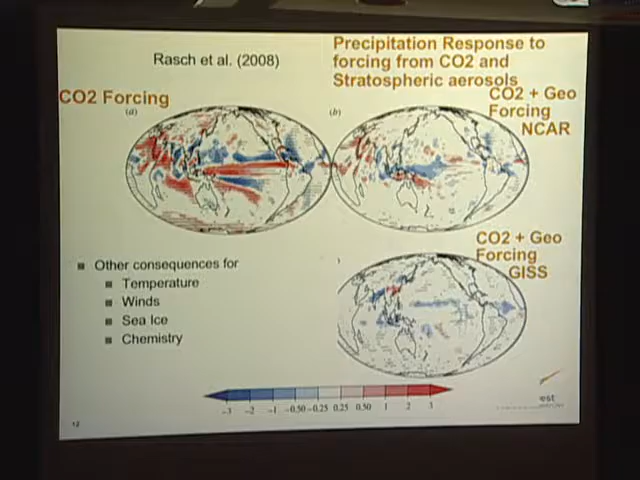 Rasch et al. (2008)
Precipitation Response to
forcing from CO2 and
Stratospheric aerosols
CO2 Forcing
CO2 + Geo
Forcing
NCAR
(a)
(b)
CO2 + Geo
Forcing
GISS
Other consequences for
Temperature
Winds
Sea Ice
Chemistry
-3 -2 -1 -0.50 -0.25 0.25 0.50 1 2 3
est
12